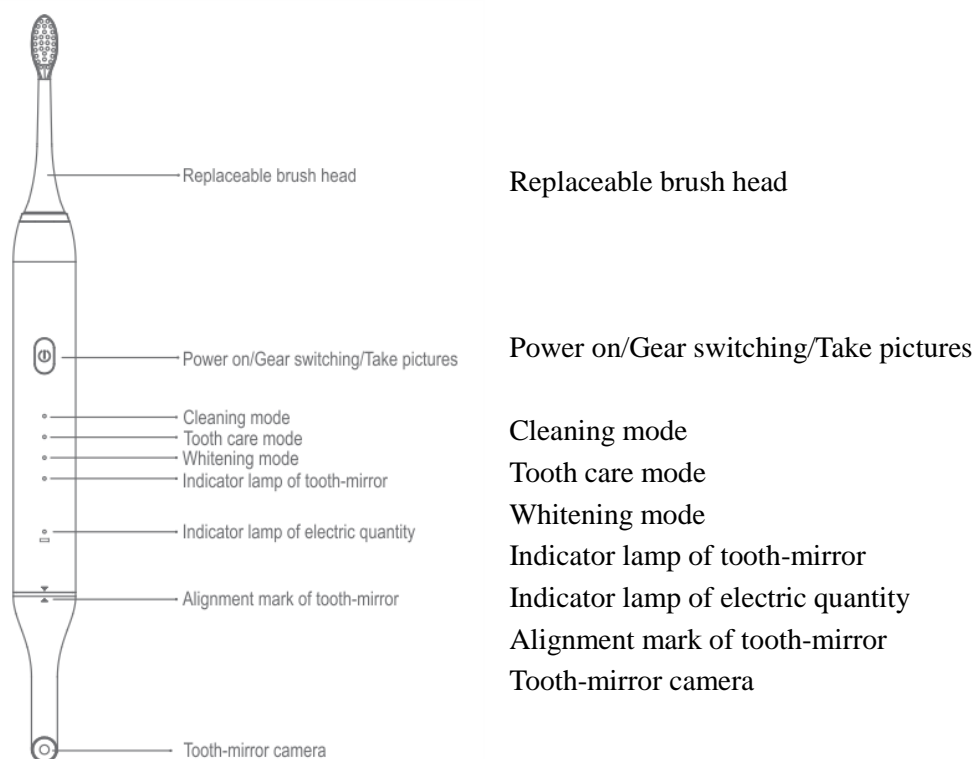 Replaceable brush head
Power on/Gear switching/Take pictures
Cleaning mode
Tooth care mode
Whitening mode
Indicator lamp of tooth-mirror
Indicator lamp of electric quantity
Alignment mark of tooth-mirror
Tooth-mirror camera
Replaceable brush head
Power on/Gear switching/Take pictures
Cleaning mode
Tooth care mode
Whitening mode
Indicator lamp of tooth-mirror
Indicator lamp of electric quantity
Alignment mark of tooth-mirror
Tooth-mirror camera